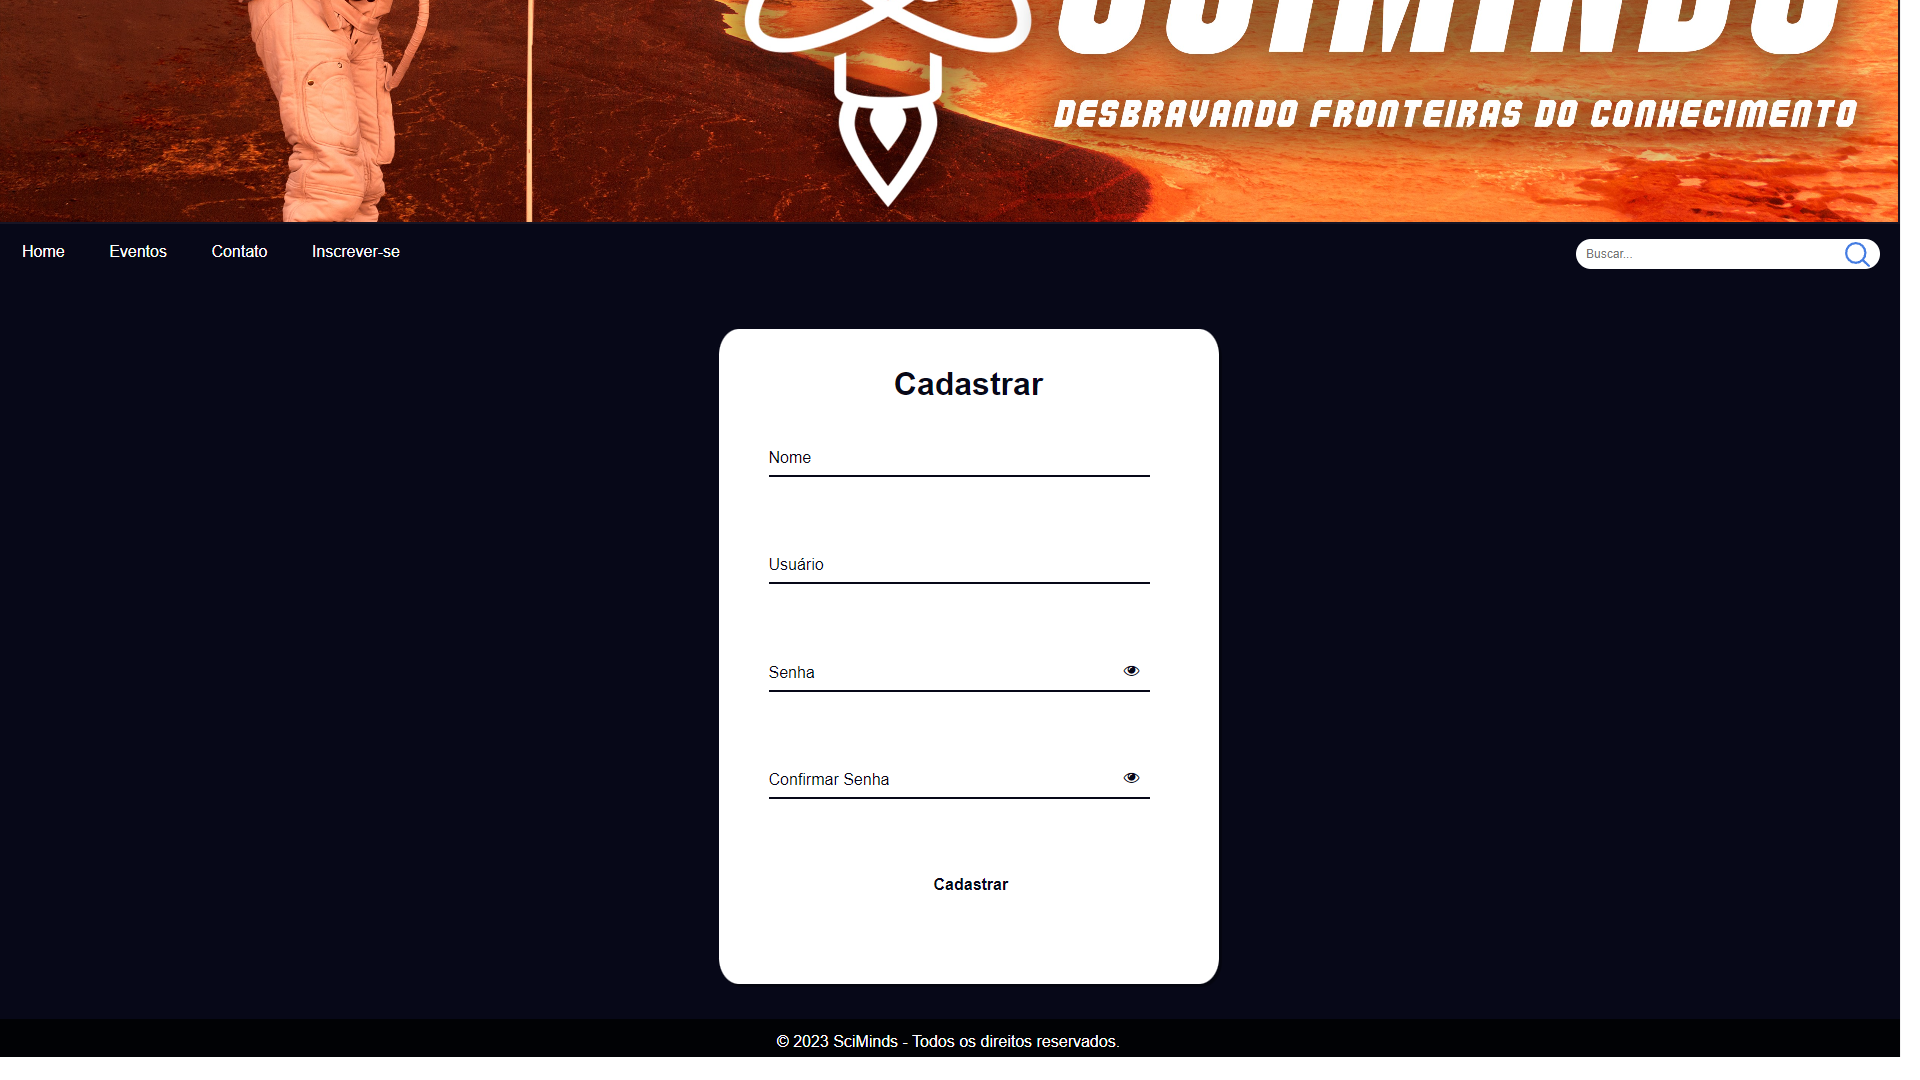 SCIMINDS
DESBRAVANDO FRONTEIRAS DO CONHECIMENTO
Home Eventos Contato Inscrever-se
Buscar...
Cadastrar
Nome
Usuário
Senha
Confirmar Senha
Cadastrar
© 2023 SciMinds - Todos os direitos reservados.